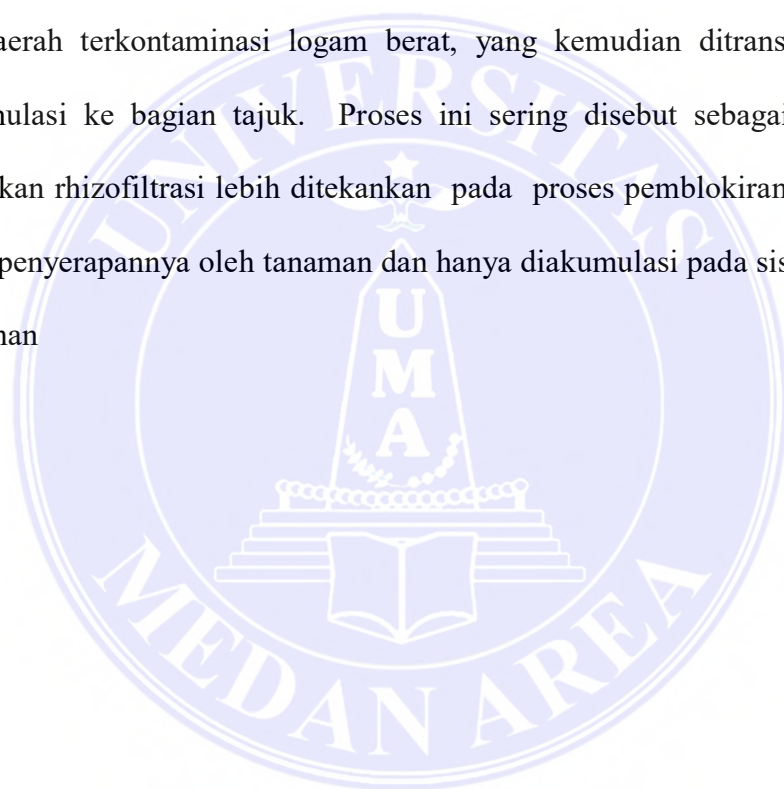 aerah terkontaminasi logam berat, yang kemudian ditrans
nulasi ke bagian tajuk. Proses ini sering disebut sebagai
kan rhizofiltrasi lebih ditekankan pada proses pemblokiran
penyerapannya oleh tanaman dan hanya diakumulasi pada sis
nan
UNIVERSITAS
U
M
A
MEDAN AREA